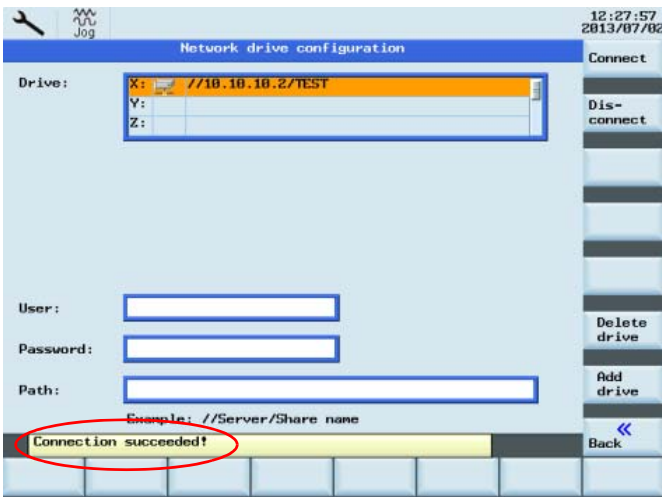 12:27:57
2013/07/02
Jog
Network drive configuration
Connect
Drive:
X: //10.10.10.2/TEST
Y:
Z:
Dis-
connect
User:
Delete
drive
Password:
Add
drive
Path:
Example: //Server/Share name
Connection succeeded!
Back